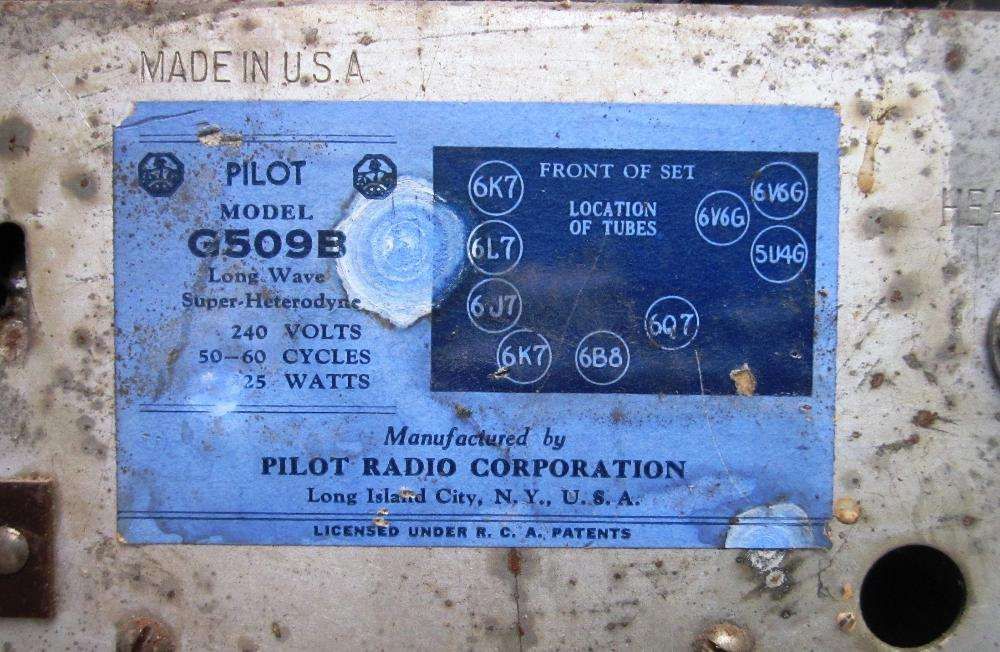 MADE IN U.S.A
PILOT
MODEL
G509B
Long Wave
Super-Heterodyne
240 VOLTS
50-60 CYCLES
25 WATTS
FRONT OF SET
LOCATION
OF TUBES
6K7
6L7
6J7
6K7
6B8
6Q7
6V6G
6V6G
5U4G
Manufactured by
PILOT RADIO CORPORATION
Long Island City, N. Y., U. S. A.
LICENSED UNDER R. C. A. PATENTS